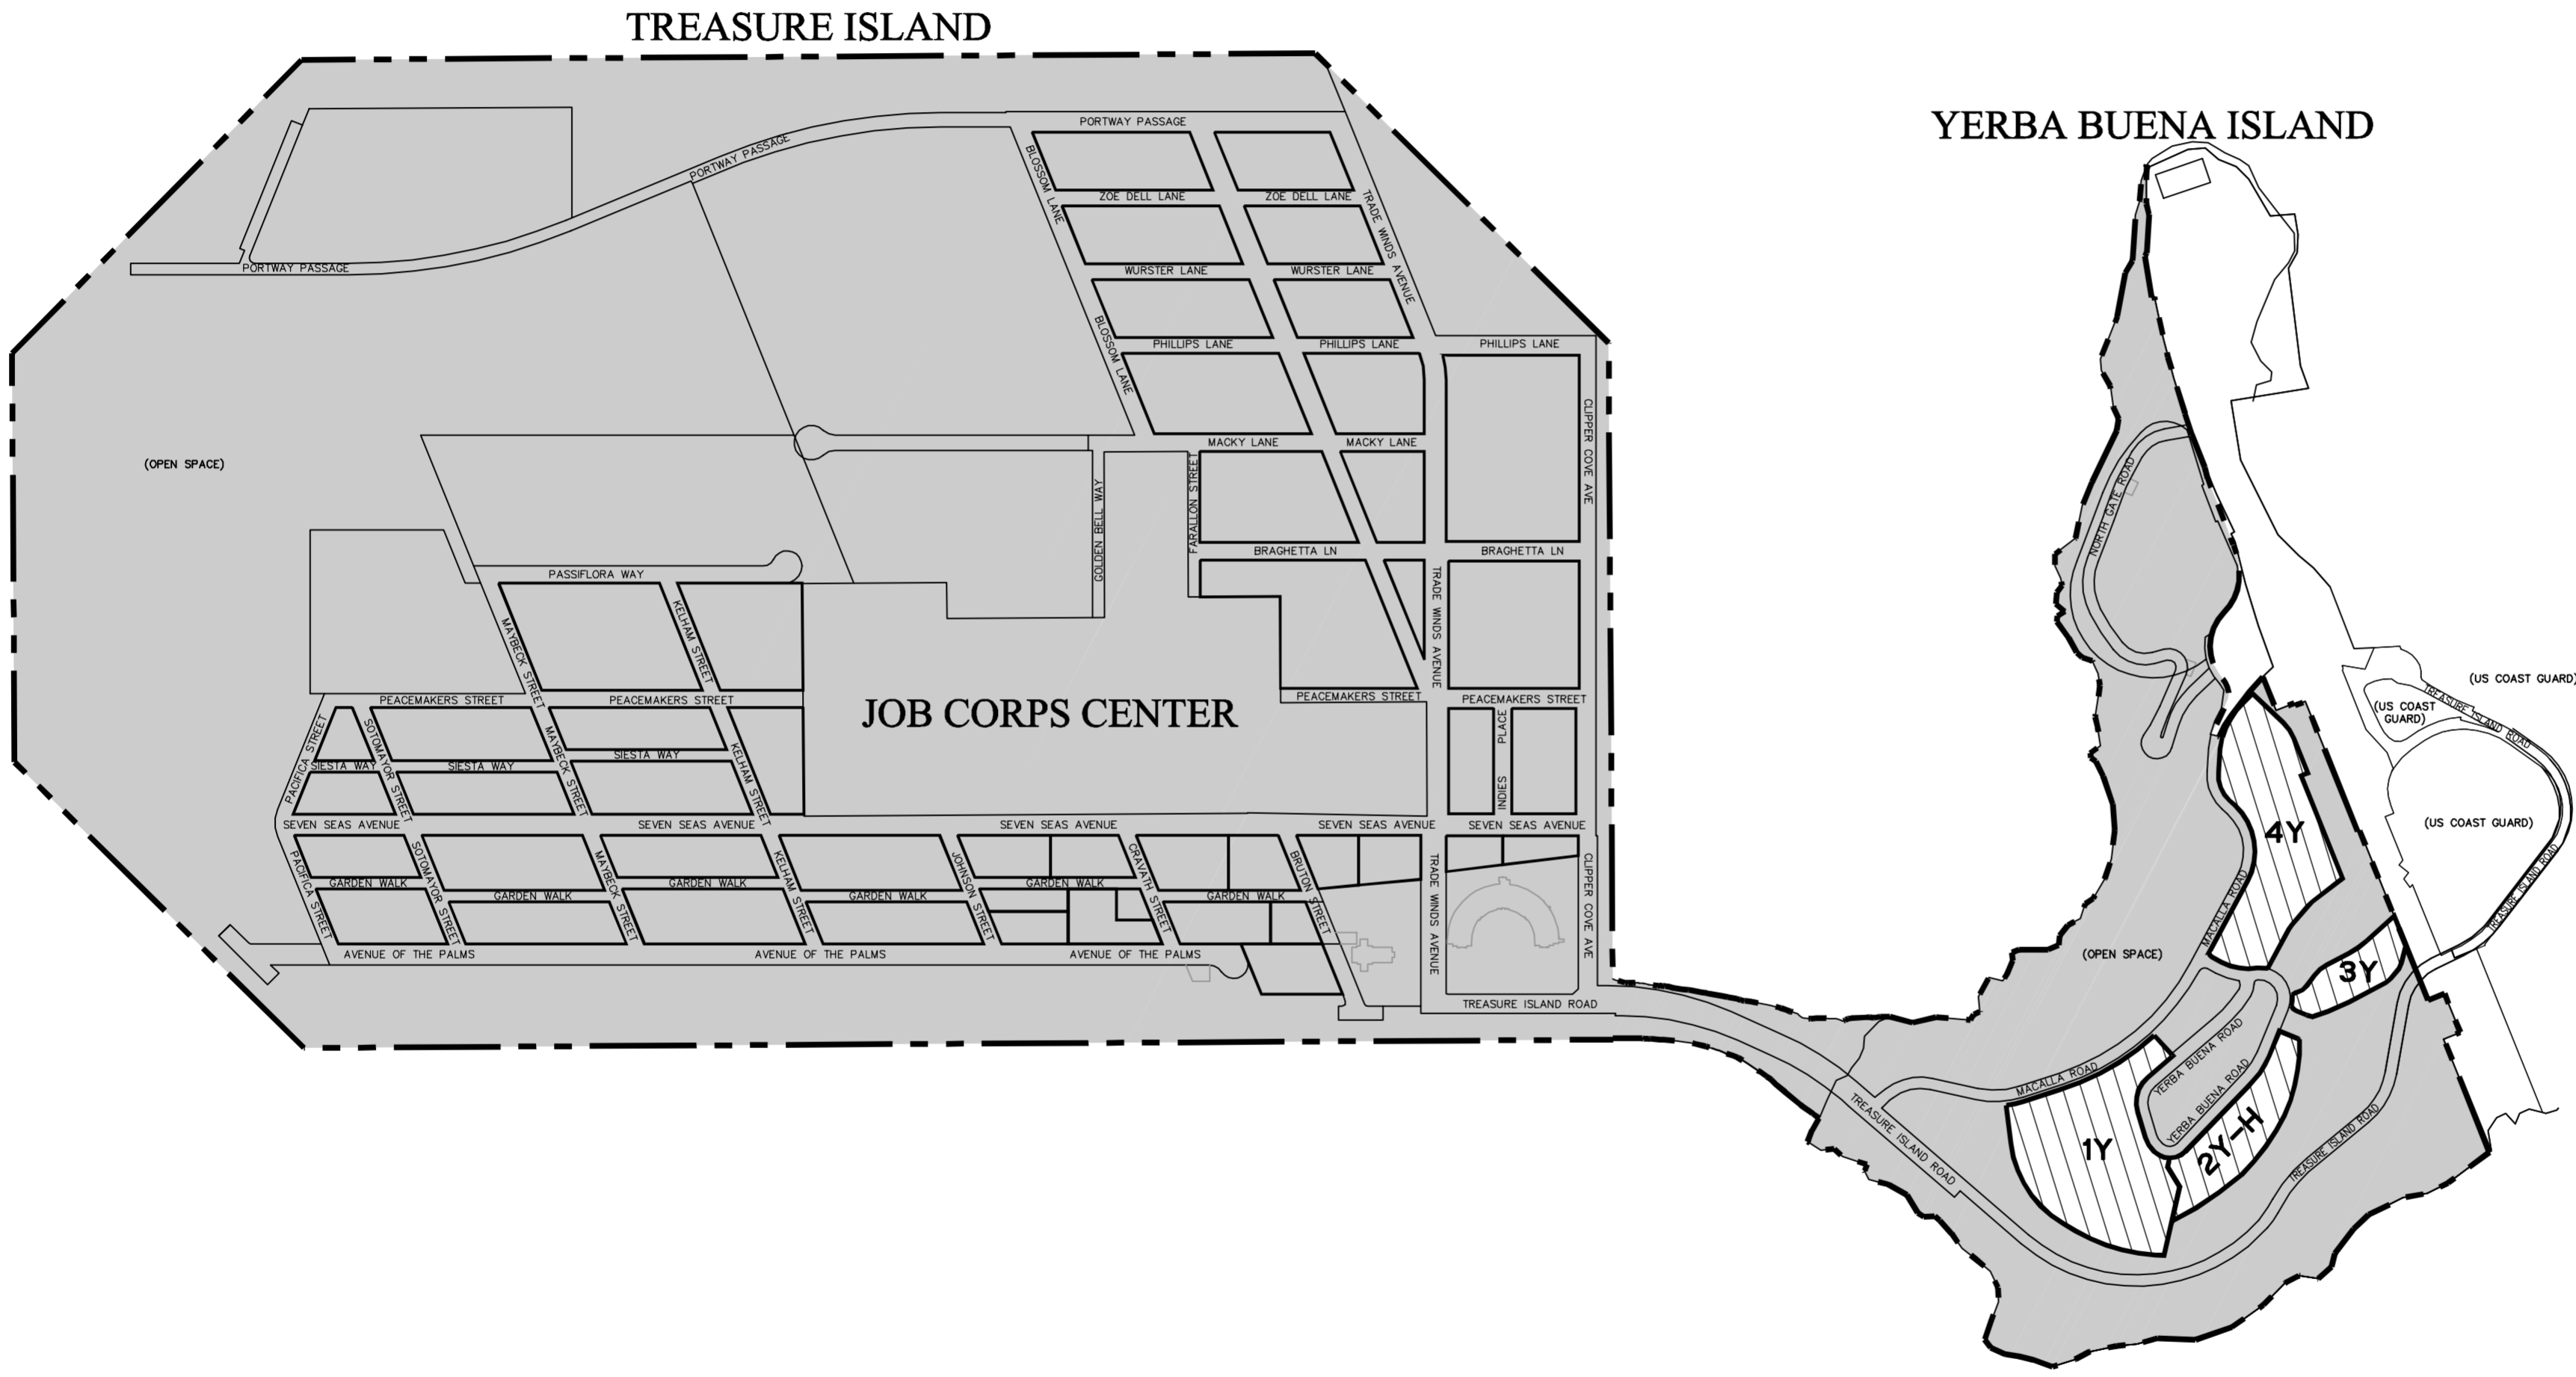 TREASURE ISLAND
YERBA BUENA ISLAND
PORTWAY PASSAGE
PORTWAY PASSAGE
PORTWAY PASSAGE
BLOSSOM LANE
ZOE DELL LANE
ZOE DELL LANE
TRADE WINDS AVENUE
WURSTER LANE
WURSTER LANE
BLOSSOM LANE
PHILLIPS LANE
PHILLIPS LANE
PHILLIPS LANE
CLIPPER COVE AVE
MACKY LANE
MACKY LANE
(OPEN SPACE)
GOLDEN BELL WAY
FARALLON STREET
BRAGHETTA LN
BRAGHETTA LN
PASSIFLORA WAY
MAYBECK STREET
KELHAM STREET
TRADE WINDS AVENUE
PEACEMAKERS STREET
PEACEMAKERS STREET
PEACEMAKERS STREET
PEACEMAKERS STREET
JOB CORPS CENTER
PACIFICA STREET
SOTOMAYOR STREET
MAYBECK STREET
KELHAM STREET
INDIES PLACE
SIESTA WAY
SIESTA WAY
SIESTA WAY
SEVEN SEAS AVENUE
SEVEN SEAS AVENUE
SEVEN SEAS AVENUE
SEVEN SEAS AVENUE
SEVEN SEAS AVENUE
PACIFICA STREET
SOTOMAYOR STREET
MAYBECK STREET
KELHAM STREET
JOHNSON STREET
CRAVATH STREET
BRUTON STREET
TRADE WINDS AVENUE
CLIPPER COVE AVE
GARDEN WALK
GARDEN WALK
GARDEN WALK
GARDEN WALK
GARDEN WALK
GARDEN WALK
AVENUE OF THE PALMS
AVENUE OF THE PALMS
AVENUE OF THE PALMS
TREASURE ISLAND ROAD
NORTH GATE ROAD
(US COAST GUARD)
(US COAST
GUARD)
TREASURE ISLAND ROAD
(US COAST GUARD)
4Y
MACALLA ROAD
TREASURE ISLAND ROAD
(OPEN SPACE)
3Y
YERBA BUENA ROAD
YERBA BUENA ROAD
MACALLA ROAD
TREASURE ISLAND ROAD
1Y
2Y-H
TREASURE ISLAND ROAD